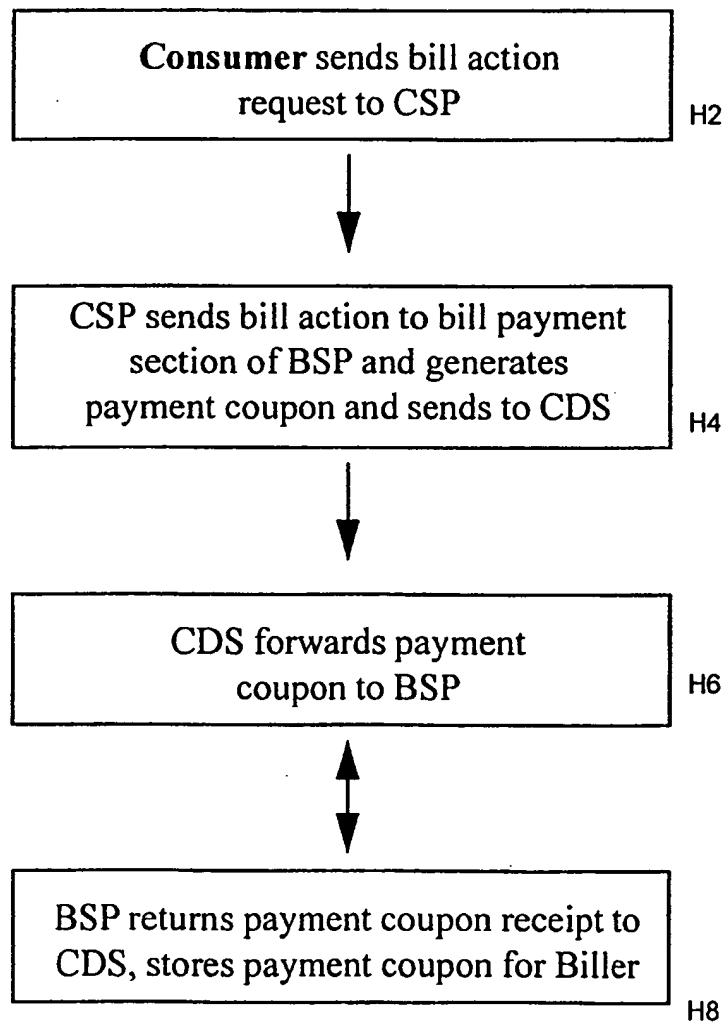 Consumer sends bill action
request to CSP
H2
CSP sends bill action to bill payment
section of BSP and generates
payment coupon and sends to CDS
H4
CDS forwards payment
coupon to BSP
H6
BSP returns payment coupon receipt to
CDS, stores payment coupon for Biller
H8